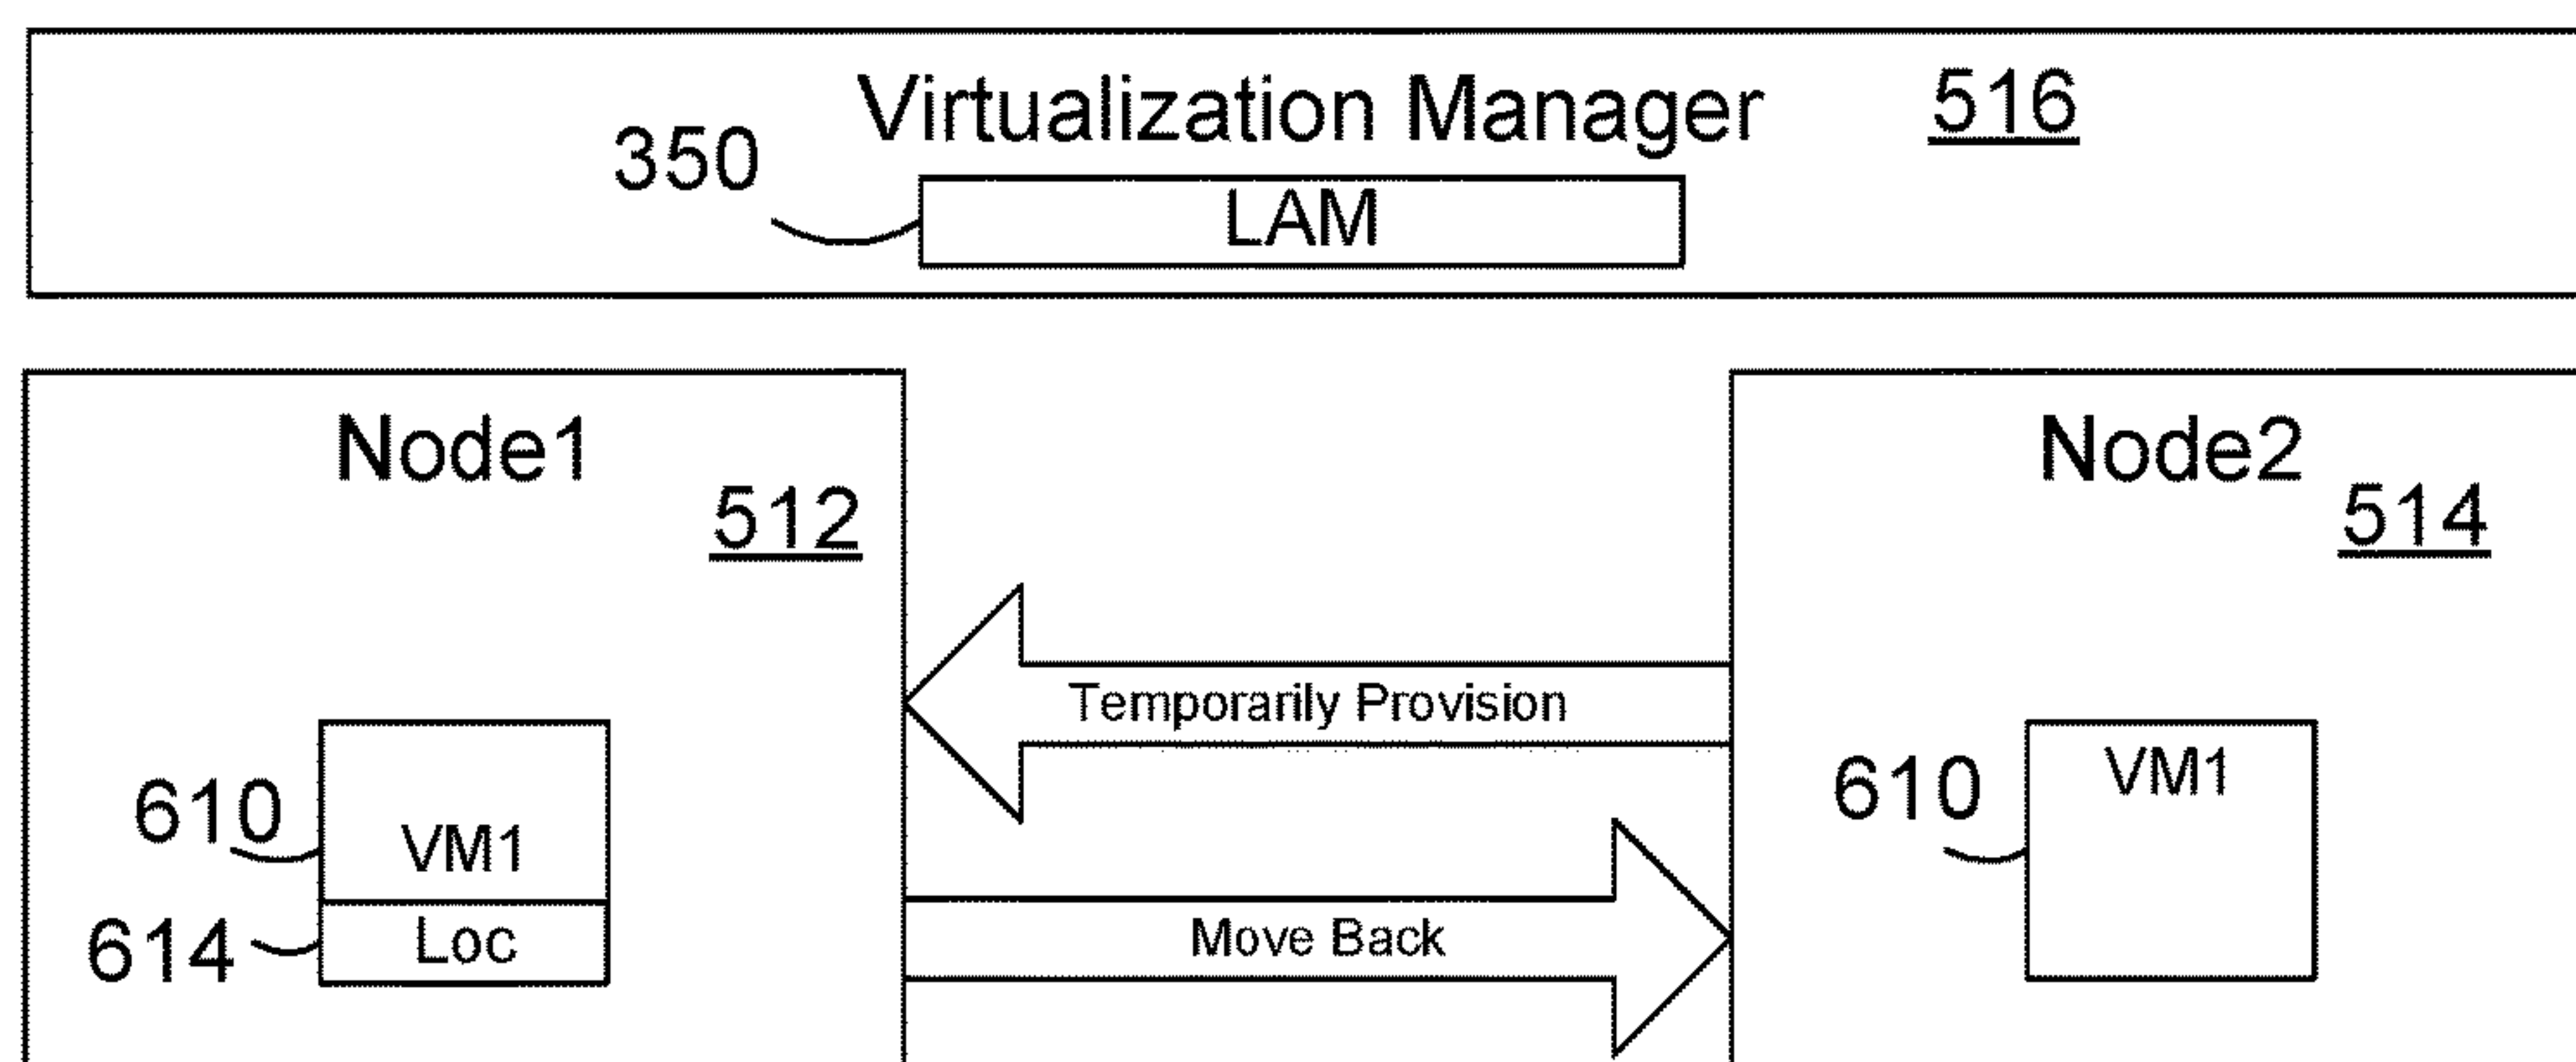 Virtualization Manager 516
350
LAM
Node1
512
Node2
514
Temporarily Provision
610
VM1
614
Loc
Move Back
610
VM1